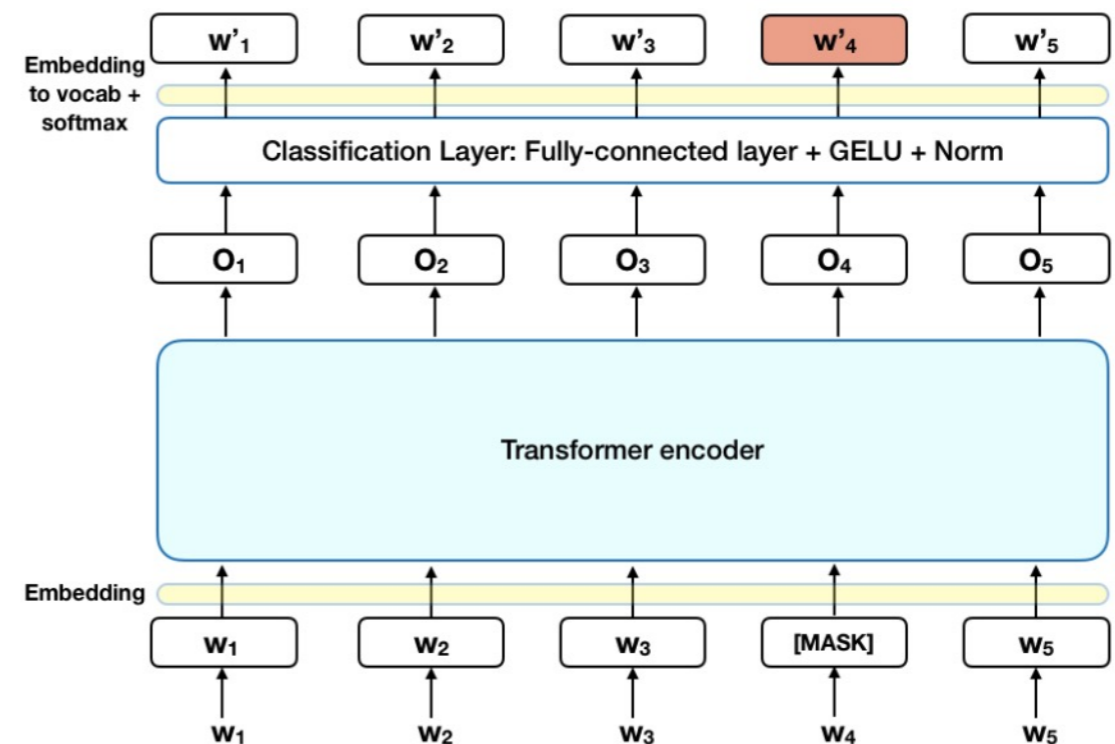 w’₁ w’₂ w’₃ w’₄ w’₅
Embedding
to vocab +
softmax
Classification Layer: Fully-connected layer + GELU + Norm
O₁ O₂ O₃ O₄ O₅
Transformer encoder
Embedding
w₁ w₂ w₃ [MASK] w₅
w₁ w₂ w₃ w₄ w₅